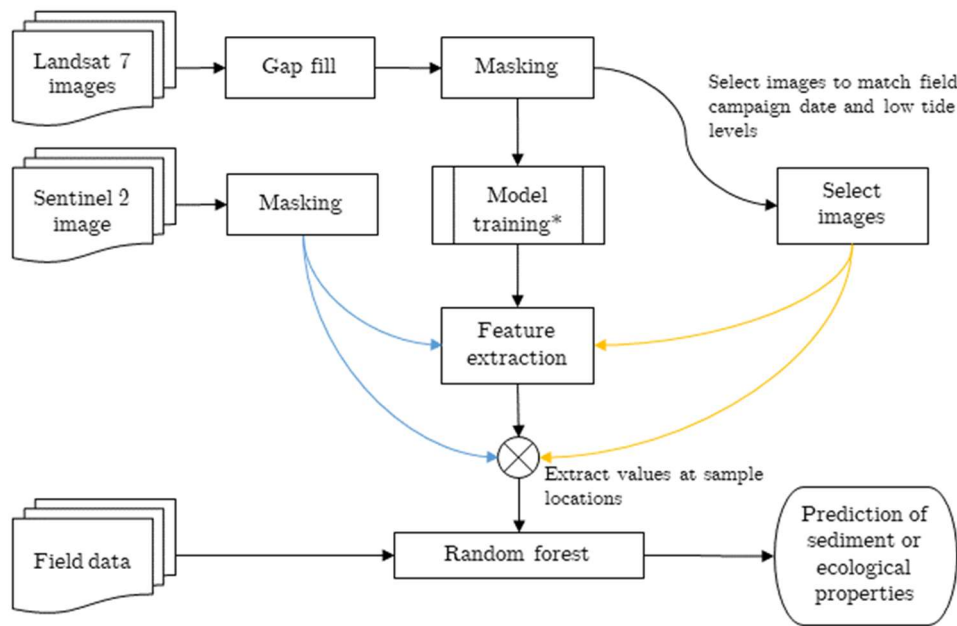 Landsat 7
images
Gap fill
Masking
Select images to match field
campaign date and low tide
levels
Sentinel 2
image
Masking
Model
training*
Select
images
Feature
extraction
Extract values at sample
locations
Field data
Random forest
Prediction of
sediment or
ecological
properties